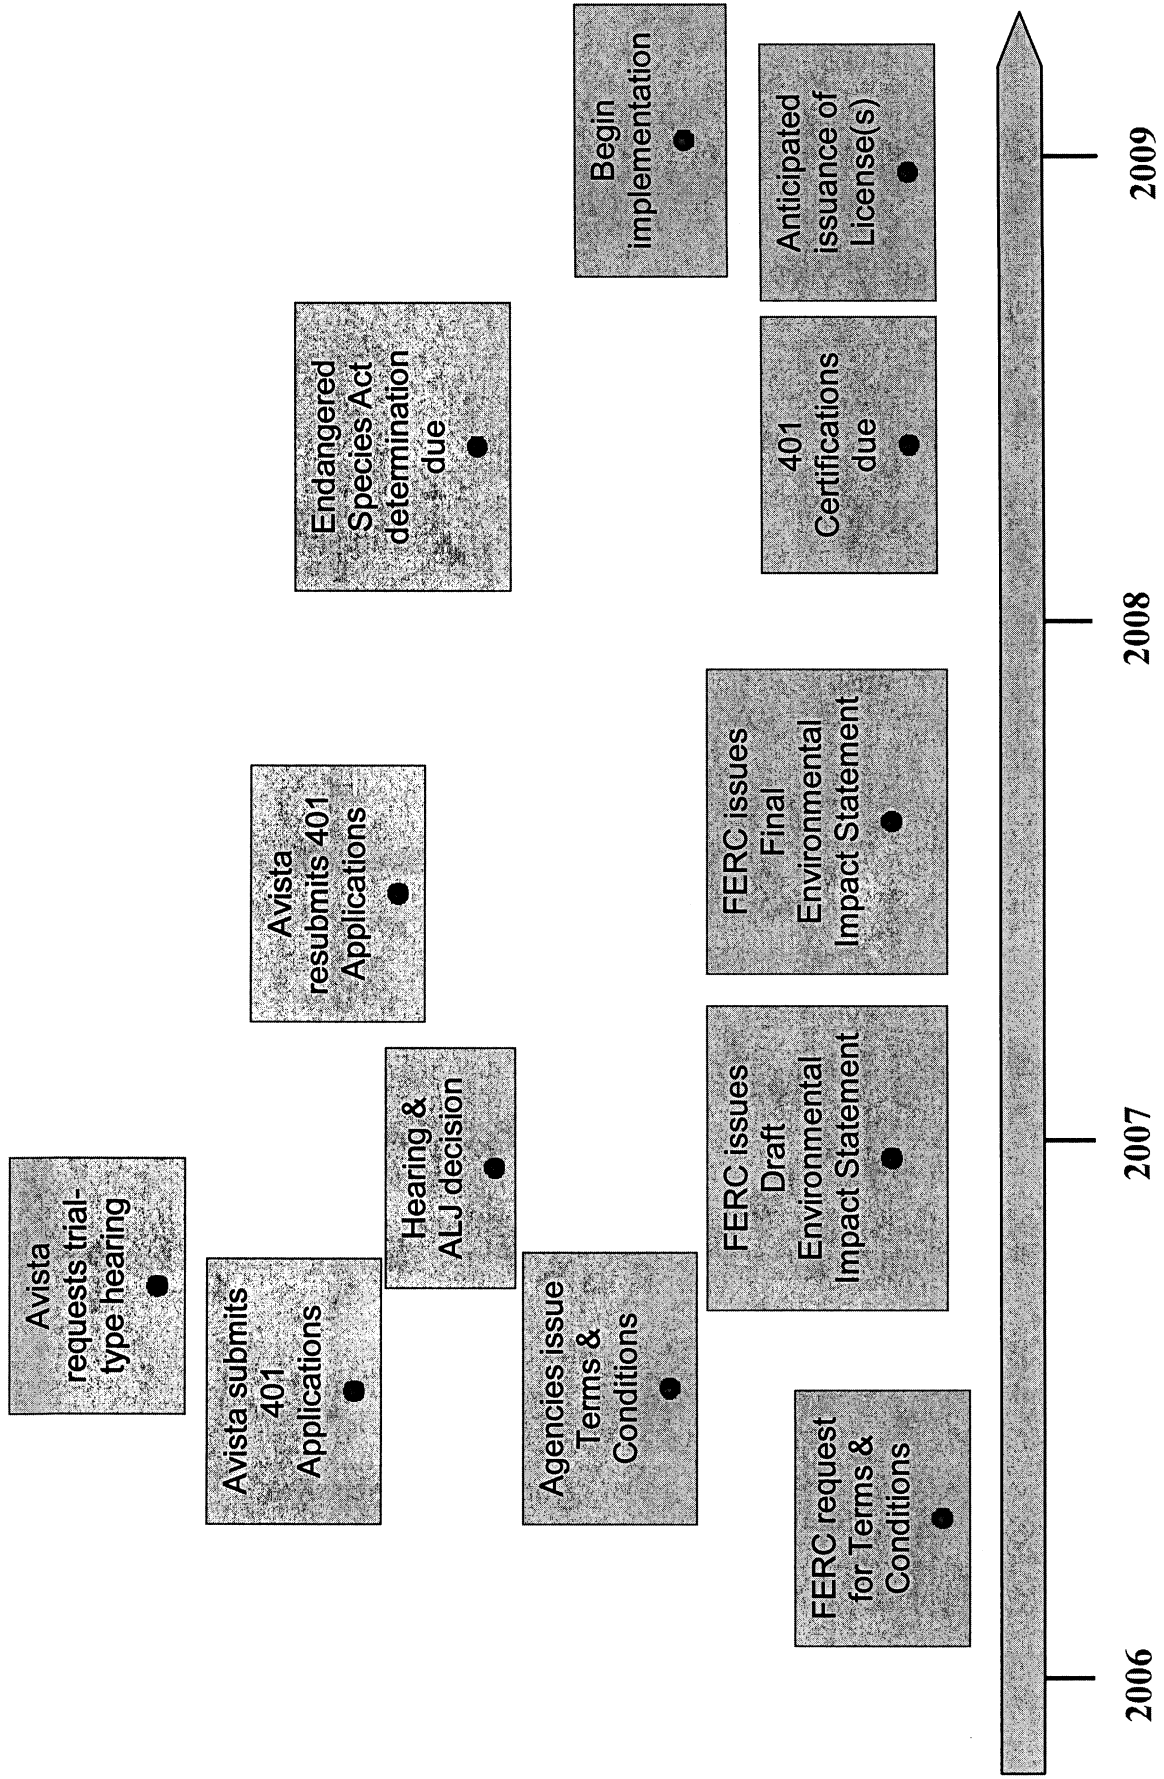 Avista
requests trial-
type hearing
Avista submits
401
Applications
Avista
resubmits 401
Applications
Endangered
Species Act
determination
due
Hearing &
ALJ decision
Agencies issue
Terms &
Conditions
Begin
implementation
FERC request
for Terms &
Conditions
FERC issues
Draft
Environmental
Impact Statement
FERC issues
Final
Environmental
Impact Statement
401
Certifications
due
Anticipated
issuance of
License(s)
2006
2007
2008
2009